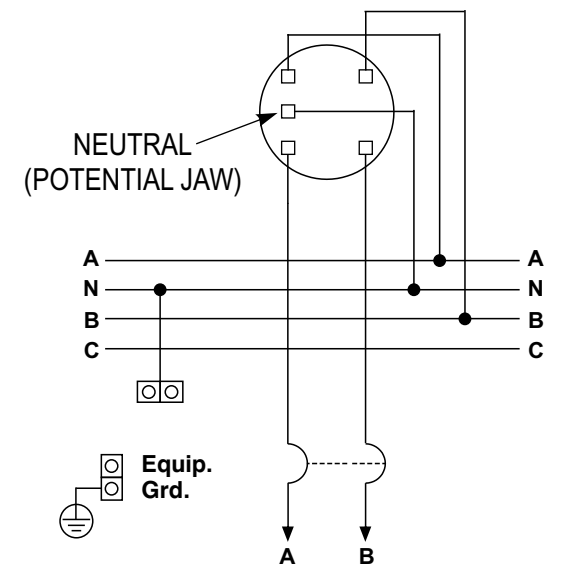 NEUTRAL
(POTENTIAL JAW)
A A
N N
B B
C C
Equip.
Grd.
A B